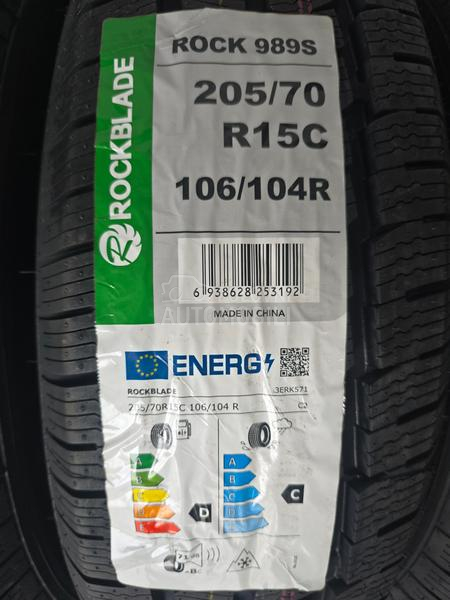 ROCKBLADE
ROCK 989S
205/70
R15C
106/104R
6 938628 253192
MADE IN CHINA
ENERG
ROCKBLADE
3ERK571
205/70R15C 106/104 R
C2
A
B
C
D
E
D
A
B
C
D
E
C